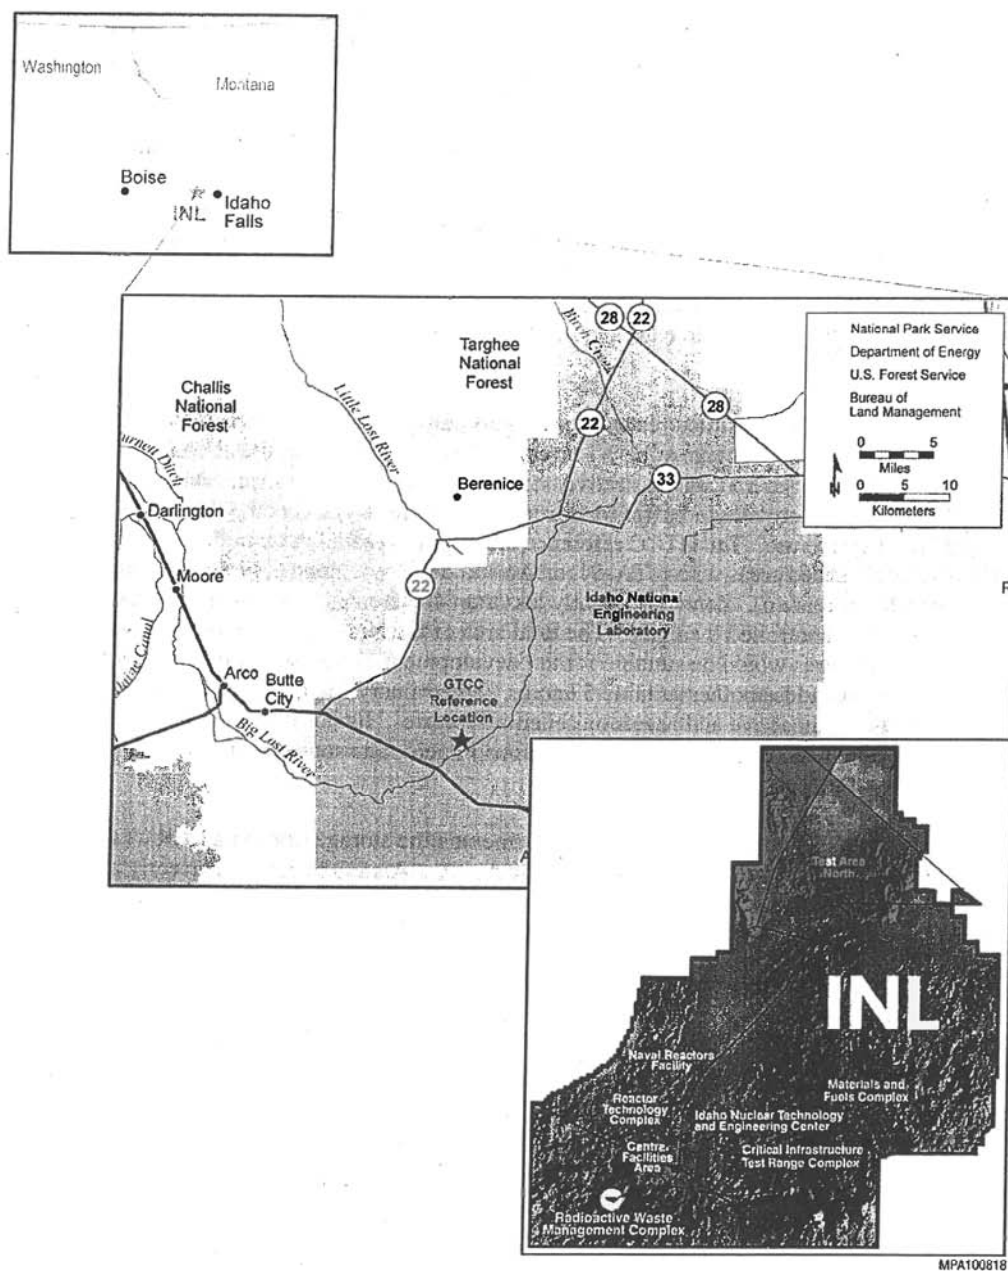 Washington
Montana
Boise
INL
Idaho
Falls
28
22
Birch Creek
Targhee
National
Forest
Challis
National
Forest
Little Lost River
22
28
National Park Service
Department of Energy
U.S. Forest Service
Bureau of
Land Management
0 5
Miles
N
0 5 10
Kilometers
Ditch
Berenice
33
Darlington
22
Moore
Idaho National
Engineering
Laboratory
Canal
Arco
Butte
City
GTCC
Reference
Location
Big Lost River
Test Area
North
INL
Naval Reactors
Facility
Materials and
Fuels Complex
Reactor
Technology
Complex
Idaho Nuclear Technology
and Engineering Center
Central
Facilities
Area
Critical Infrastructure
Test Range Complex
Radioactive Waste
Management Complex
MPA100818